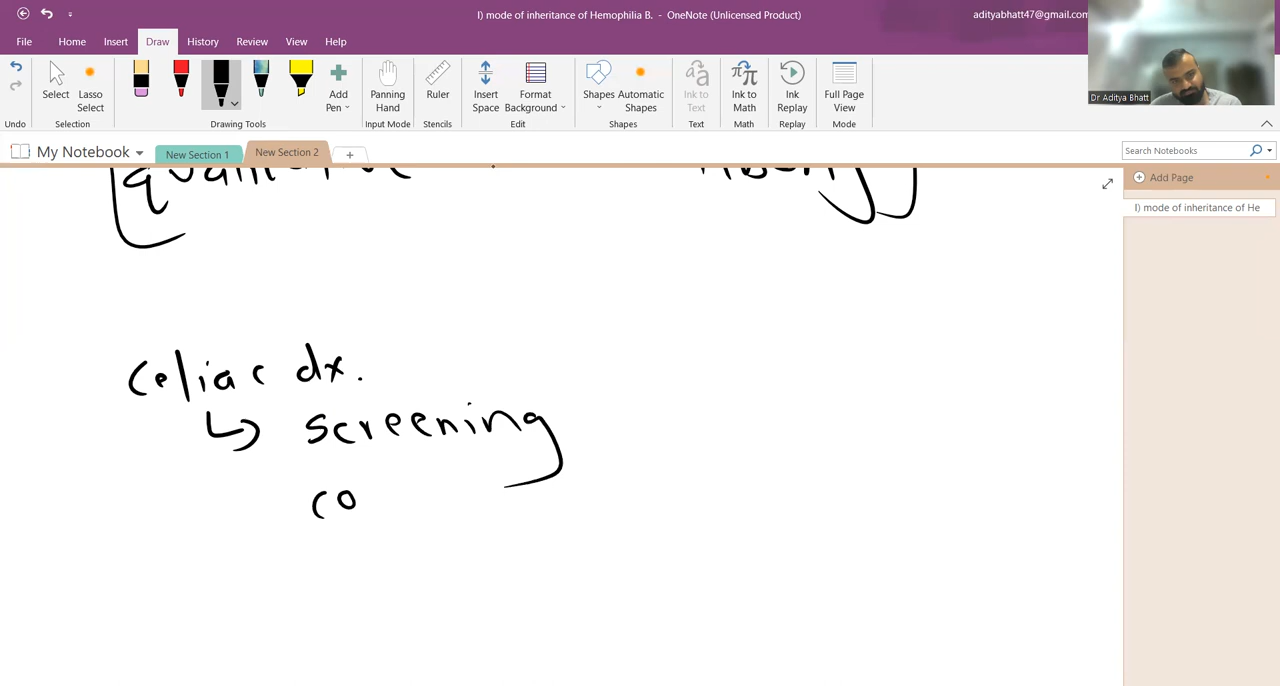 I) mode of inheritance of Hemophilia B. - OneNote (Unlicensed Product)
adityabhatt47@gmail.com
File Home Insert Draw History Review View Help
Undo
Select
Lasso Select
Add Pen
Panning Hand
Ruler
Insert Space
Format Background
Shapes
Automatic Shapes
Ink to Text
Ink to Math
Ink Replay
Full Page View
Selection Drawing Tools Input Mode Stencils Edit Shapes Text Math Replay Mode
Dr Aditya Bhatt
My Notebook New Section 1 New Section 2
Search Notebooks
Add Page
I) mode of inheritance of He
celiac dx.
screening
co